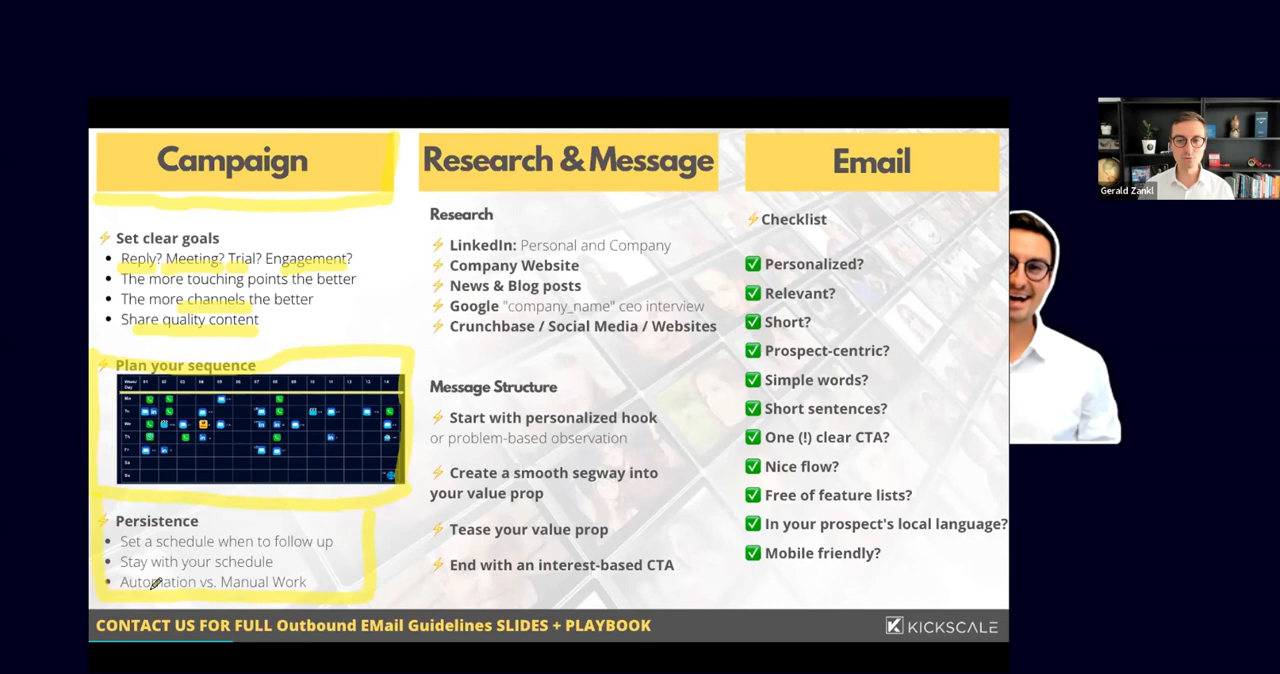 Campaign
Set clear goals
Reply? Meeting? Trial? Engagement?
The more touching points the better
The more channels the better
Share quality content
Plan your sequence
Persistence
Set a schedule when to follow up
Stay with your schedule
Automation vs. Manual Work
Research & Message
Research
LinkedIn: Personal and Company
Company Website
News & Blog posts
Google "company_name" ceo interview
Crunchbase / Social Media / Websites
Message Structure
Start with personalized hook
or problem-based observation
Create a smooth segway into
your value prop
Tease your value prop
End with an interest-based CTA
Email
Checklist
Personalized?
Relevant?
Short?
Prospect-centric?
Simple words?
Short sentences?
One (!) clear CTA?
Nice flow?
Free of feature lists?
In your prospect's local language?
Mobile friendly?
CONTACT US FOR FULL Outbound EMail Guidelines SLIDES + PLAYBOOK
KICKSCALE
Gerald Zankl